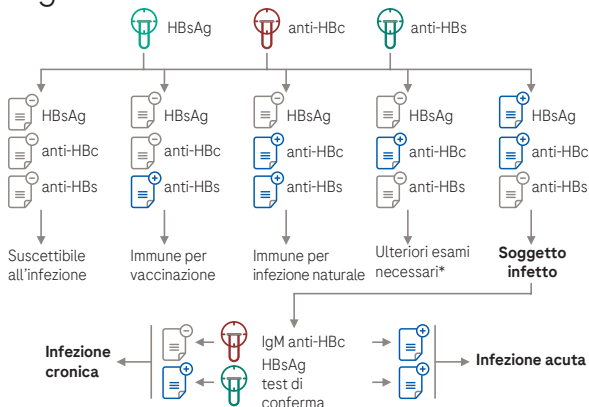 HBsAg
anti-HBc
anti-HBs
HBsAg
anti-HBc
anti-HBs
HBsAg
anti-HBc
anti-HBs
HBsAg
anti-HBc
anti-HBs
HBsAg
anti-HBc
anti-HBs
HBsAg
anti-HBc
anti-HBs
Suscettibile
all'infezione
Immune per
vaccinazione
Immune per
infezione naturale
Ulteriori esami
necessari*
Soggetto
infetto
Infezione
cronica
IgM anti-HBc
HBsAg
test di
conferma
Infezione acuta